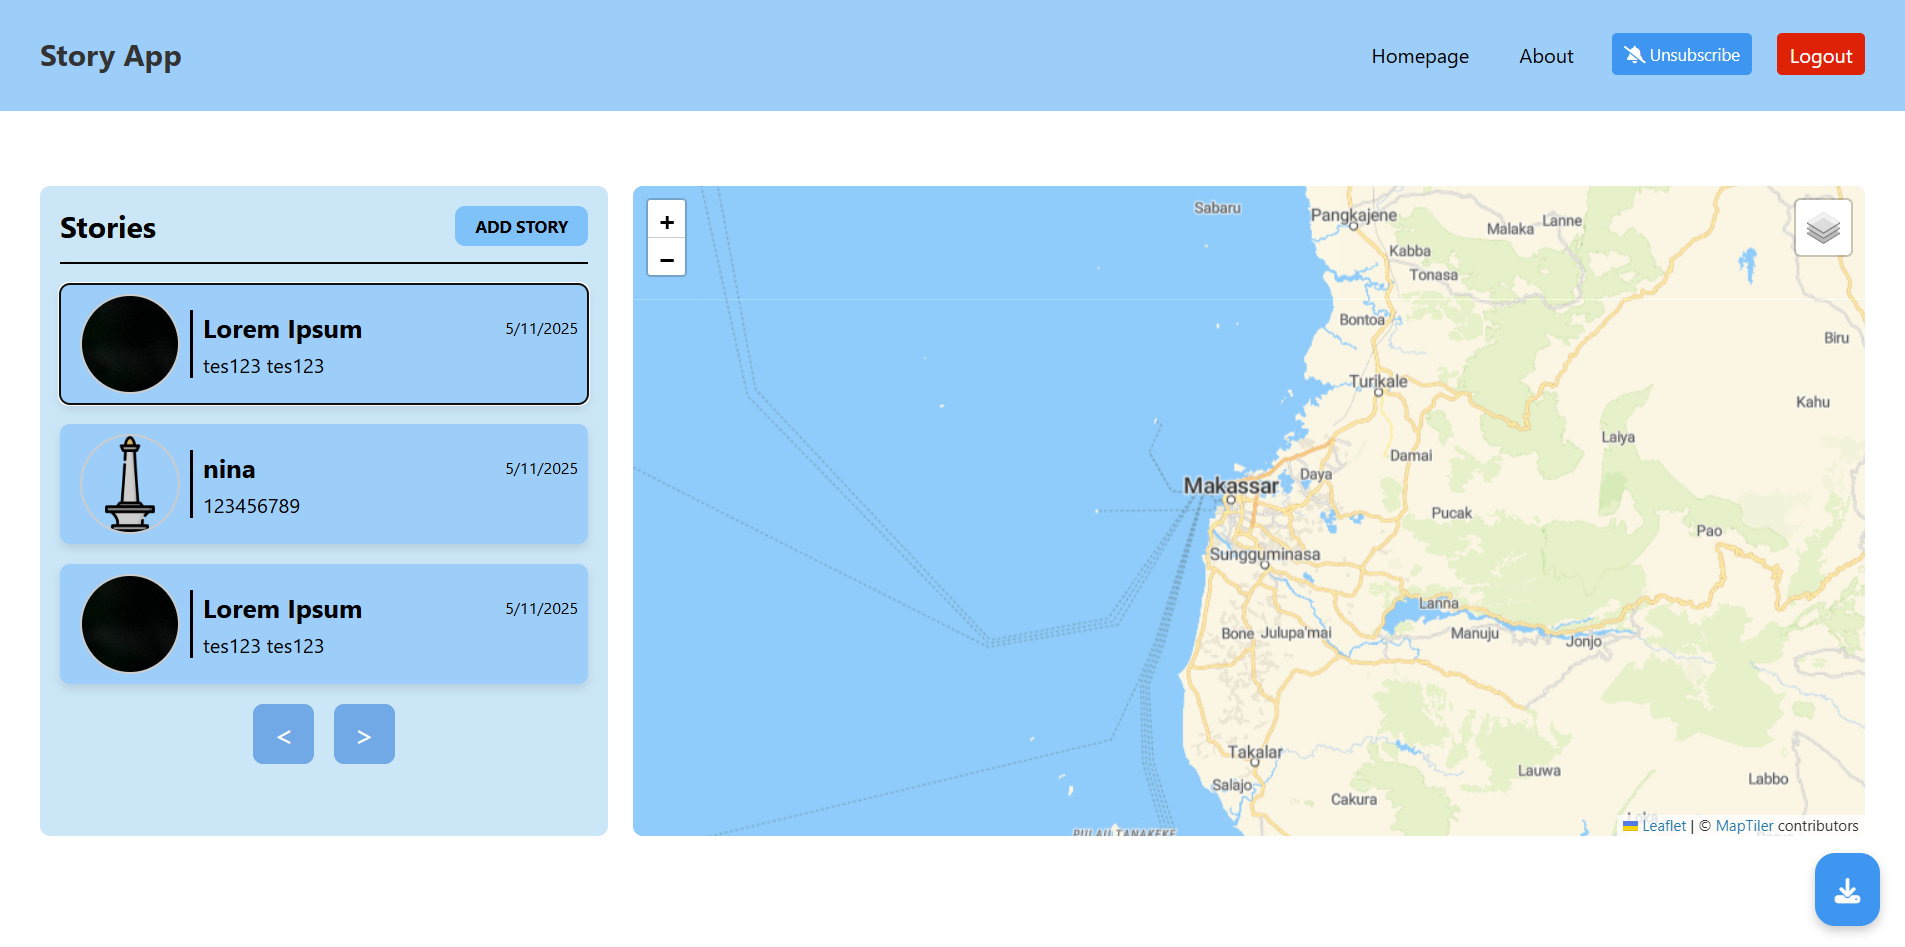 Story App
Homepage
About
Unsubscribe
Logout
Stories
ADD STORY
Lorem Ipsum
5/11/2025
tes123 tes123
nina
5/11/2025
123456789
Lorem Ipsum
5/11/2025
tes123 tes123
<
>
+
−
Sabaru
Pangkajene
Malaka
Lanne
Kabba
Tonasa
Bontoa
Biru
Turikale
Kahu
Laiya
Damai
Daya
Makassar
Pucak
Pao
Sungguminasa
Lanna
Bone
Julupa'mai
Manuju
Jonjo
Takalar
Lauwa
Labbo
Salajo
Cakura
PULAU TANAKEKE
Leaflet | © MapTiler contributors